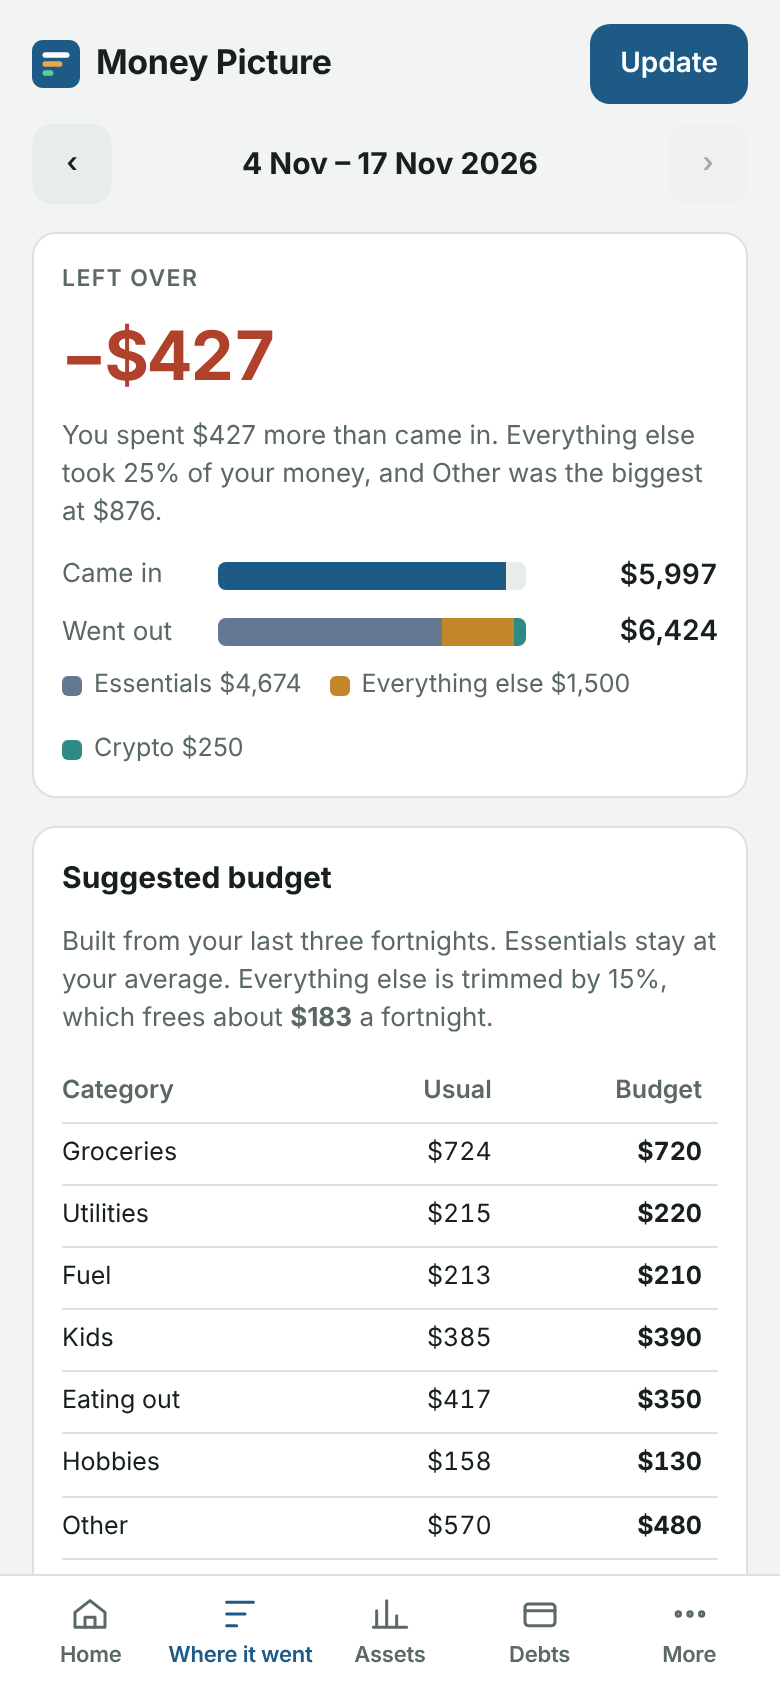 Money Picture
Update
‹
4 Nov – 17 Nov 2026
›
LEFT OVER
–$427
You spent $427 more than came in. Everything else
took 25% of your money, and Other was the biggest
at $876.
Came in $5,997
Went out $6,424
Essentials $4,674 Everything else $1,500
Crypto $250
Suggested budget
Built from your last three fortnights. Essentials stay at
your average. Everything else is trimmed by 15%,
which frees about $183 a fortnight.
Category Usual Budget
Groceries $724 $720
Utilities $215 $220
Fuel $213 $210
Kids $385 $390
Eating out $417 $350
Hobbies $158 $130
Other $570 $480
Home Where it went Assets Debts More